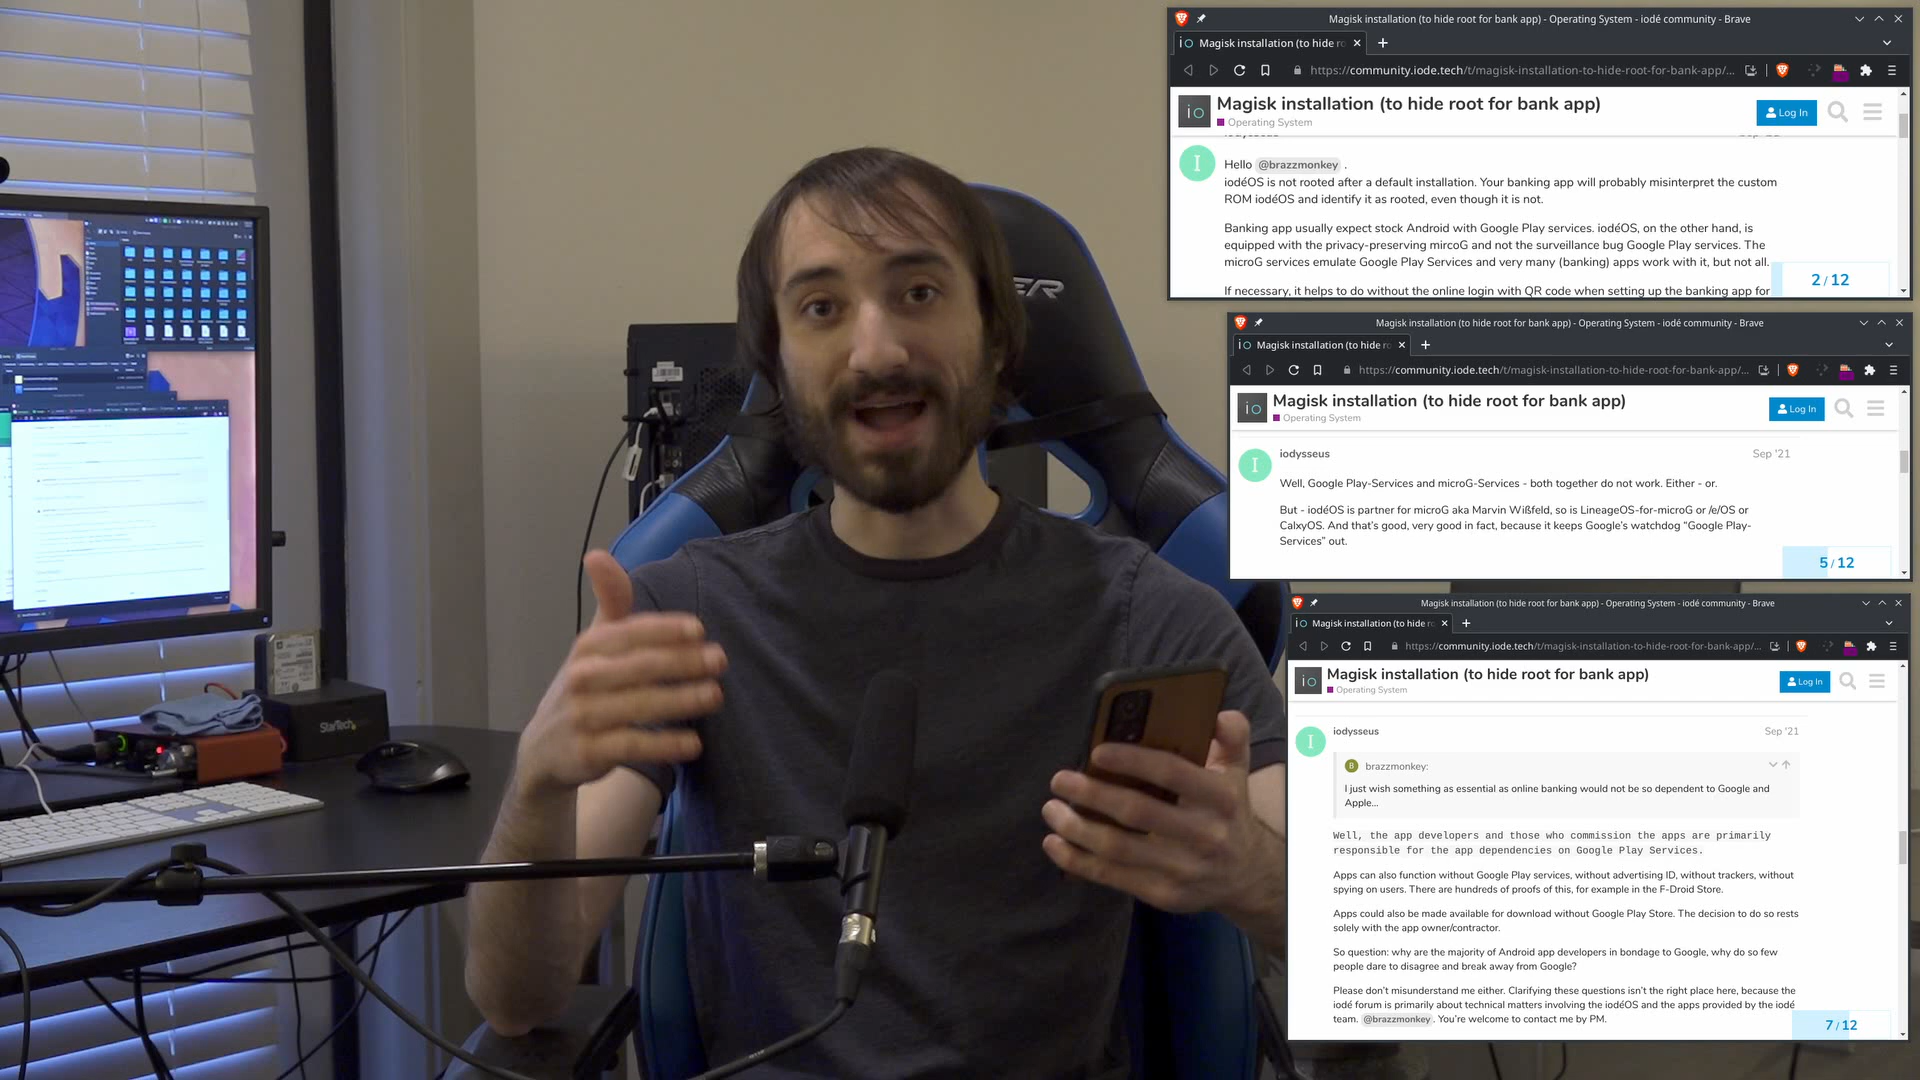 Magisk installation (to hide root for bank app) - Operating System - iodé community - Brave
io Magisk installation (to hide ro
https://community.iode.tech/t/magisk-installation-to-hide-root-for-bank-app/...
io Magisk installation (to hide root for bank app)
Operating System
Log In
I
Hello @brazzmonkey .
iodéOS is not rooted after a default installation. Your banking app will probably misinterpret the custom
ROM iodéOS and identify it as rooted, even though it is not.
Banking app usually expect stock Android with Google Play services. iodéOS, on the other hand, is
equipped with the privacy-preserving mircoG and not the surveillance bug Google Play services. The
microG services emulate Google Play Services and very many (banking) apps work with it, but not all.
2 / 12
If necessary, it helps to do without the online login with QR code when setting up the banking app for
Magisk installation (to hide root for bank app) - Operating System - iodé community - Brave
io Magisk installation (to hide ro
https://community.iode.tech/t/magisk-installation-to-hide-root-for-bank-app/...
io Magisk installation (to hide root for bank app)
Operating System
Log In
I
iodysseus
Sep '21
Well, Google Play-Services and microG-Services - both together do not work. Either - or.
But - iodéOS is partner for microG aka Marvin Wißfeld, so is LineageOS-for-microG or /e/OS or
CalxyOS. And that's good, very good in fact, because it keeps Google's watchdog “Google Play-
Services” out.
5 / 12
Magisk installation (to hide root for bank app) - Operating System - iodé community - Brave
io Magisk installation (to hide ro
https://community.iode.tech/t/magisk-installation-to-hide-root-for-bank-app/...
io Magisk installation (to hide root for bank app)
Operating System
Log In
I
iodysseus
Sep '21
B brazzmonkey:
I just wish something as essential as online banking would not be so dependent to Google and
Apple...
Well, the app developers and those who commission the apps are primarily
responsible for the app dependencies on Google Play Services.
Apps can also function without Google Play services, without advertising ID, without trackers, without
spying on users. There are hundreds of proofs of this, for example in the F-Droid Store.
Apps could also be made available for download without Google Play Store. The decision to do so rests
solely with the app owner/contractor.
So question: why are the majority of Android app developers in bondage to Google, why do so few
people dare to disagree and break away from Google?
Please don't misunderstand me either. Clarifying these questions isn't the right place here, because the
iodé forum is primarily about technical matters involving the iodéOS and the apps provided by the iodé
team. @brazzmonkey. You're welcome to contact me by PM.
7 / 12
StarTech